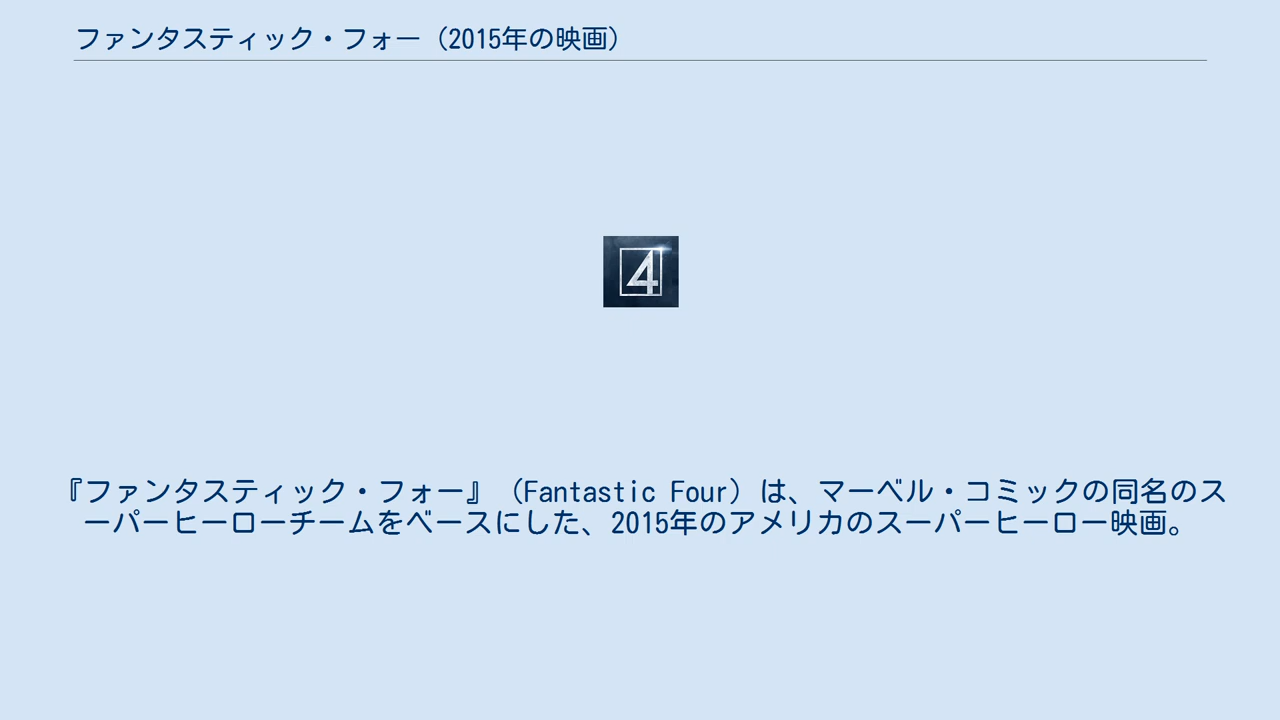 ファンタスティック・フォー（2015年の映画）
4
『ファンタスティック・フォー』（Fantastic Four）は、マーベル・コミックの同名のス
ーパーヒーローチームをベースにした、2015年のアメリカのスーパーヒーロー映画。